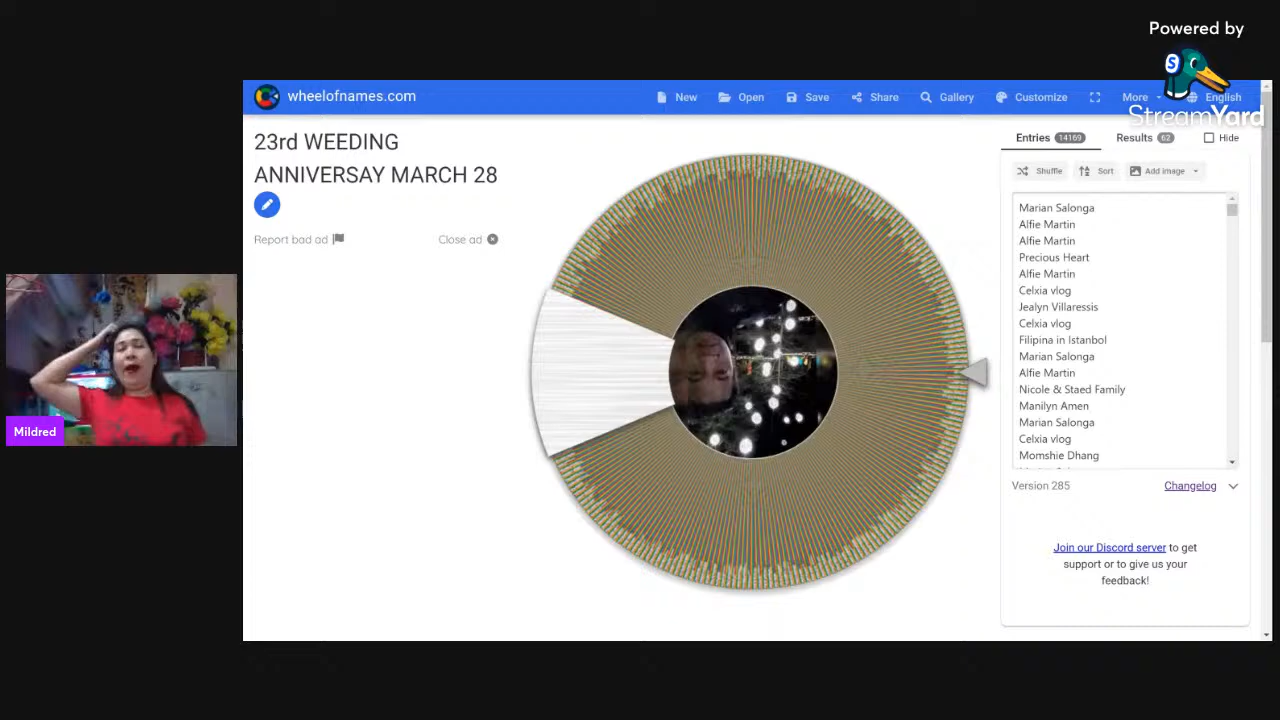 Powered by
StreamYard
wheelofnames.com
New
Open
Save
Share
Gallery
Customize
More
English
23rd WEEDING
ANNIVERSAY MARCH 28
Report bad ad
Close ad
Entries 14169
Results 62
Hide
Shuffle
Sort
Add image
Marian Salonga
Alfie Martin
Alfie Martin
Precious Heart
Alfie Martin
Celxia vlog
Jealyn Villaressis
Celxia vlog
Filipina in Istanbol
Marian Salonga
Alfie Martin
Nicole & Staed Family
Manilyn Amen
Marian Salonga
Celxia vlog
Momshie Dhang
Version 285
Changelog
Join our Discord server to get
support or to give us your
feedback!
Mildred